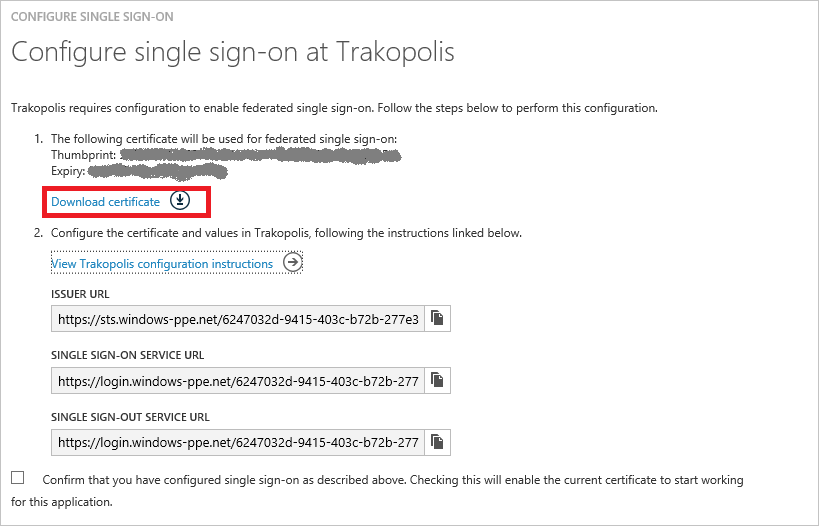 CONFIGURE SINGLE SIGN-ON
Configure single sign-on at Trakopolis
Trakopolis requires configuration to enable federated single sign-on. Follow the steps below to perform this configuration.
1. The following certificate will be used for federated single sign-on:
Thumbprint:
Expiry:
Download certificate
2. Configure the certificate and values in Trakopolis, following the instructions linked below.
View Trakopolis configuration instructions
ISSUER URL
https://sts.windows-ppe.net/6247032d-9415-403c-b72b-277e3
SINGLE SIGN-ON SERVICE URL
https://login.windows-ppe.net/6247032d-9415-403c-b72b-277
SINGLE SIGN-OUT SERVICE URL
https://login.windows-ppe.net/6247032d-9415-403c-b72b-277
Confirm that you have configured single sign-on as described above. Checking this will enable the current certificate to start working
for this application.